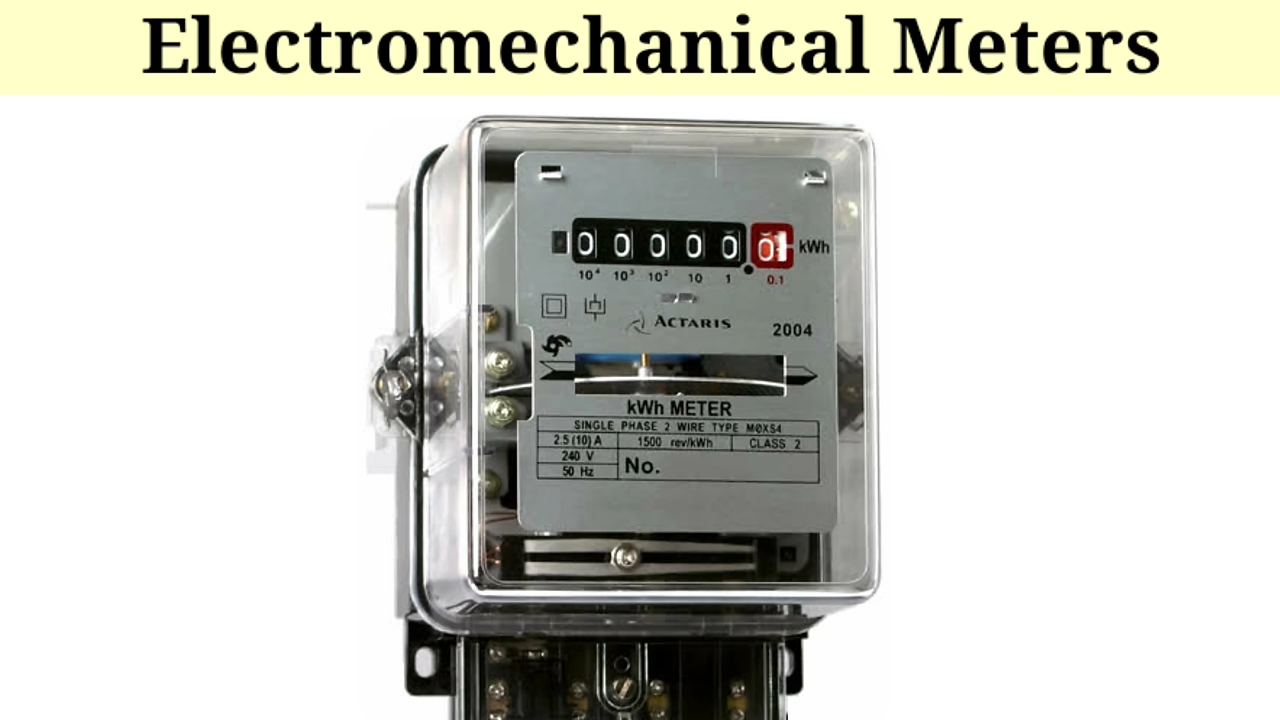 Electromechanical Meters
0 0 0 0 0 0 kWh
10⁴ 10³ 10² 10 1 0.1
ACTARIS 2004
kWh METER
SINGLE PHASE 2 WIRE TYPE MØXS4
2.5 (10) A 1500 rev/kWh CLASS 2
240 V
No.
50 Hz